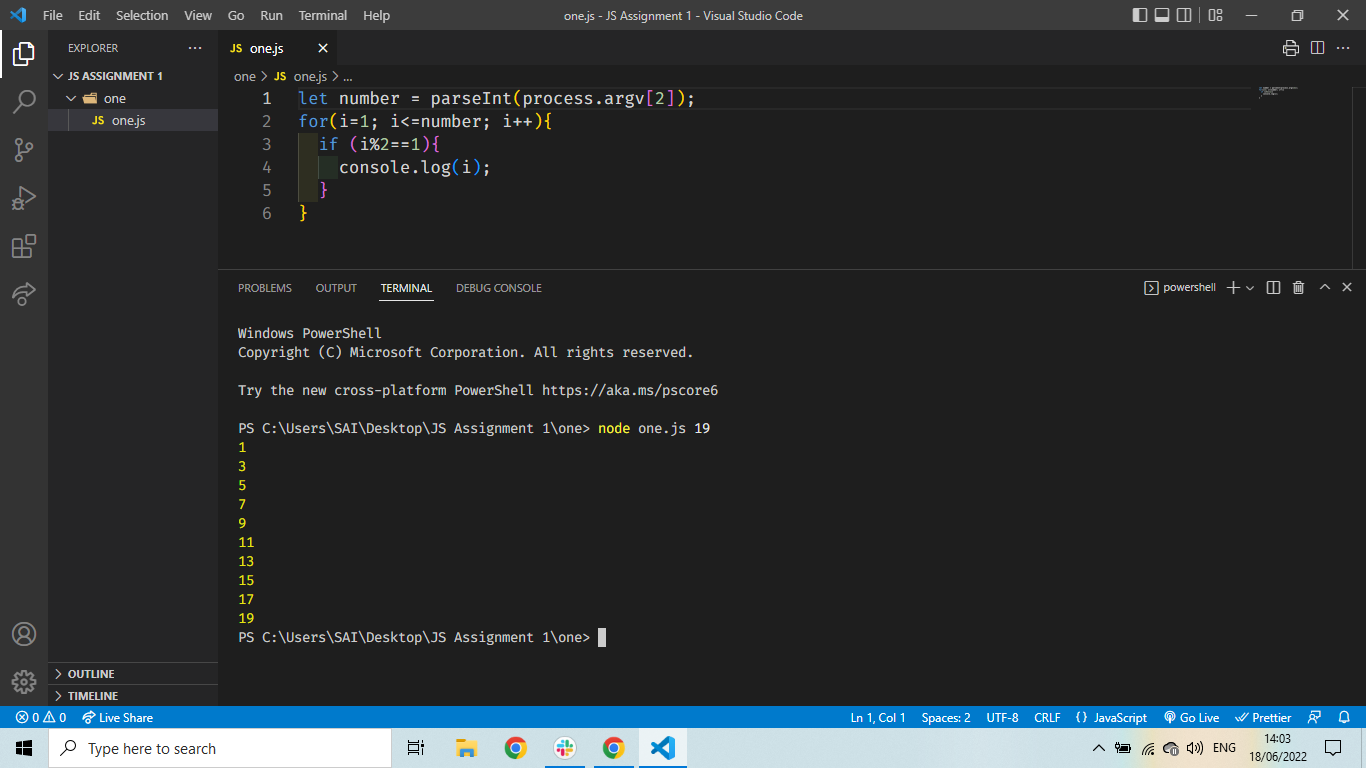 File Edit Selection View Go Run Terminal Help one.js - JS Assignment 1 - Visual Studio Code
EXPLORER
JS one.js
JS ASSIGNMENT 1
one
JS one.js
one > JS one.js > ...
1 let number = parseInt(process.argv[2]);
2 for(i=1; i<=number; i++){
3 if (i%2==1){
4 console.log(i);
5 }
6 }
PROBLEMS OUTPUT TERMINAL DEBUG CONSOLE powershell
Windows PowerShell
Copyright (C) Microsoft Corporation. All rights reserved.
Try the new cross-platform PowerShell https://aka.ms/pscore6
PS C:\Users\SAI\Desktop\JS Assignment 1\one> node one.js 19
1
3
5
7
9
11
13
15
17
19
PS C:\Users\SAI\Desktop\JS Assignment 1\one>
OUTLINE
TIMELINE
0 0 Live Share Ln 1, Col 1 Spaces: 2 UTF-8 CRLF {} JavaScript Go Live Prettier
Type here to search
ENG
14:03
18/06/2022